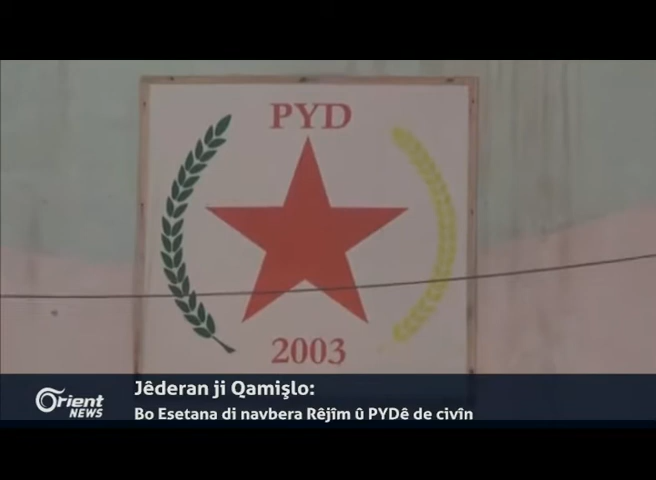 PYD
2003
Jêderan ji Qamişlo:
Orient
NEWS
Bo Esetana di navbera Rêjîm û PYDê de civîn